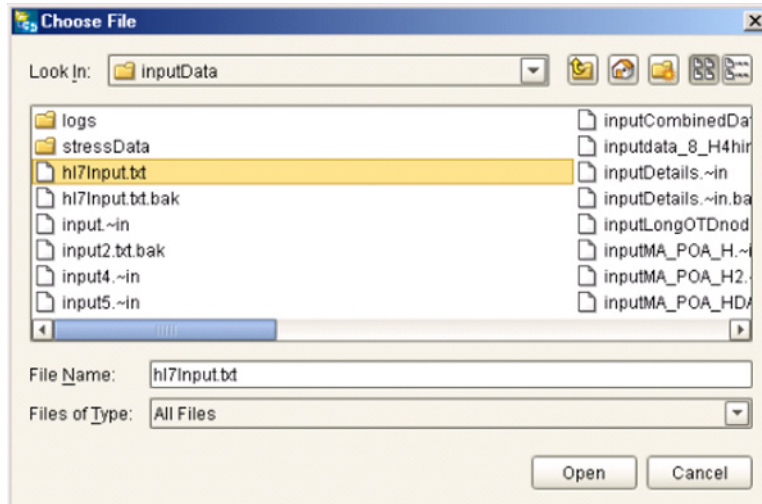 Choose File
Look In: inputData
logs
stressData
hl7Input.txt
hl7Input.txt.bak
input.~in
input2.txt.bak
input4.~in
input5.~in
inputCombinedDa
inputdata_8_H4hir
inputDetails.~in
inputDetails.~in.ba
inputLongOTDnod
inputMA_POA_H.~i
inputMA_POA_H2.
inputMA_POA_HDA
File Name: hl7Input.txt
Files of Type: All Files
Open Cancel